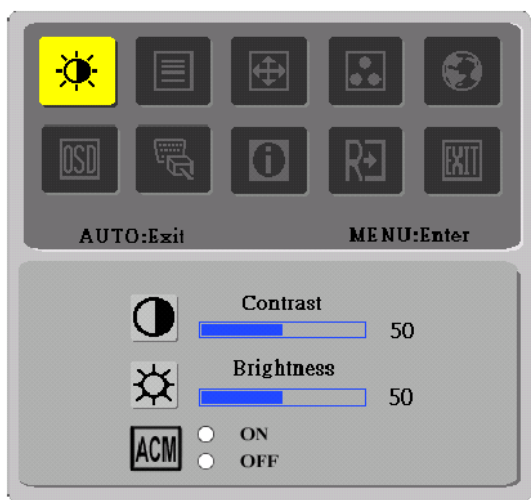 OSD
R
EXIT
AUTO:Exit MENU:Enter
Contrast
50
Brightness
50
ACM
ON
OFF